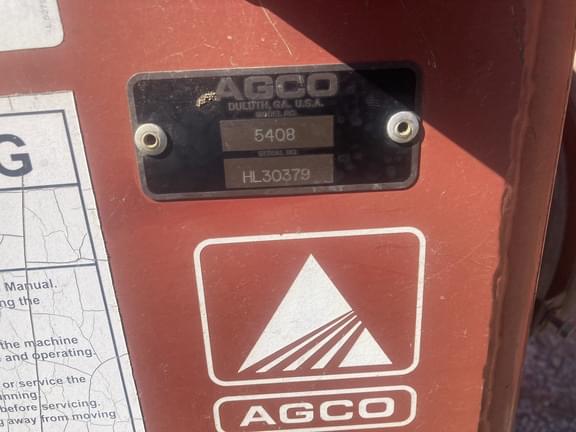 AGCO
DULUTH, GA. U.S.A.
MODEL NO.
5408
SERIAL NO.
HL30379
G
Manual.
ng the
the machine
and operating.
or service the
nning.
before servicing.
away from moving
AGCO